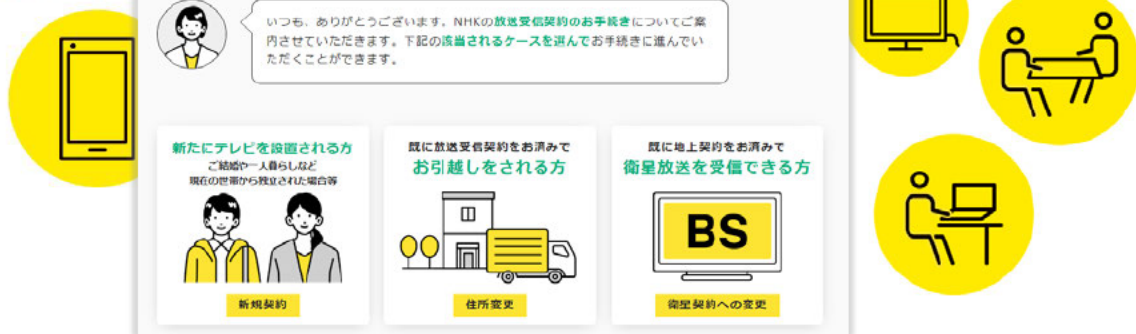 いつも、ありがとうございます。NHKの放送受信契約のお手続きについてご案
内させていただきます。下記の該当されるケースを選んでお手続きに進んでい
ただくことができます。
新たにテレビを設置される方
ご結婚や一人暮らしなど
現在の世帯から独立された場合等
新規契約
既に放送受信契約をお済みで
お引越しをされる方
住所変更
既に地上契約をお済みで
衛星放送を受信できる方
BS
衛星契約への変更